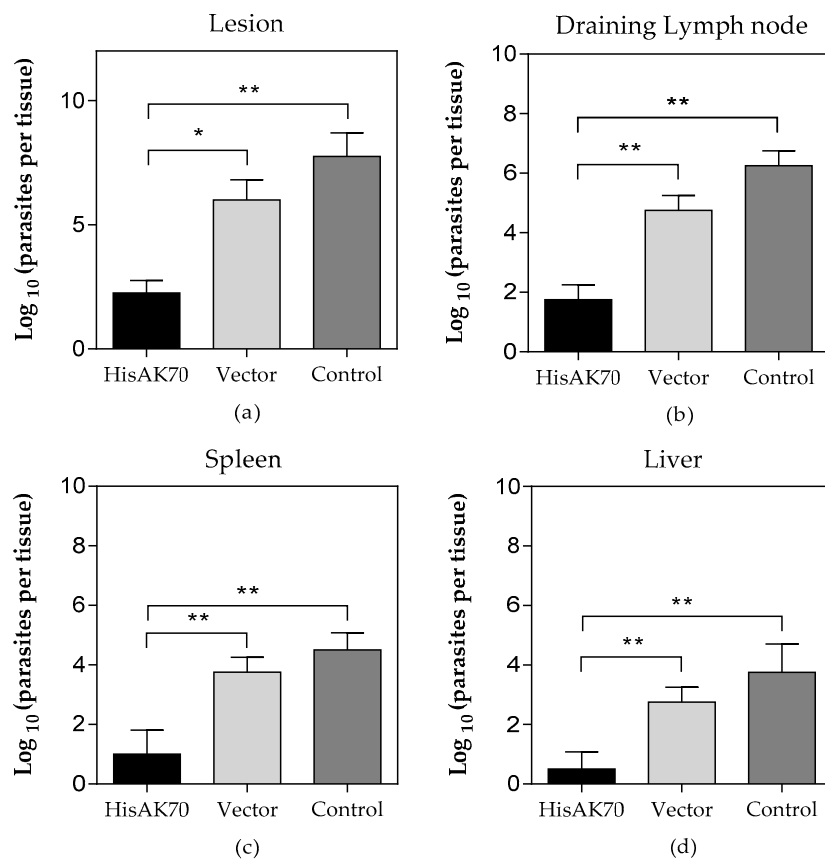 Lesion
Log 10 (parasites per tissue)
10
5
0
**
*
HisAK70 Vector Control
(a)
Draining Lymph node
Log 10 (parasites per tissue)
10
8
6
4
2
0
**
**
HisAK70 Vector Control
(b)
Spleen
Log 10 (parasites per tissue)
10
8
6
4
2
0
**
**
HisAK70 Vector Control
(c)
Liver
Log 10 (parasites per tissue)
10
8
6
4
2
0
**
**
HisAK70 Vector Control
(d)